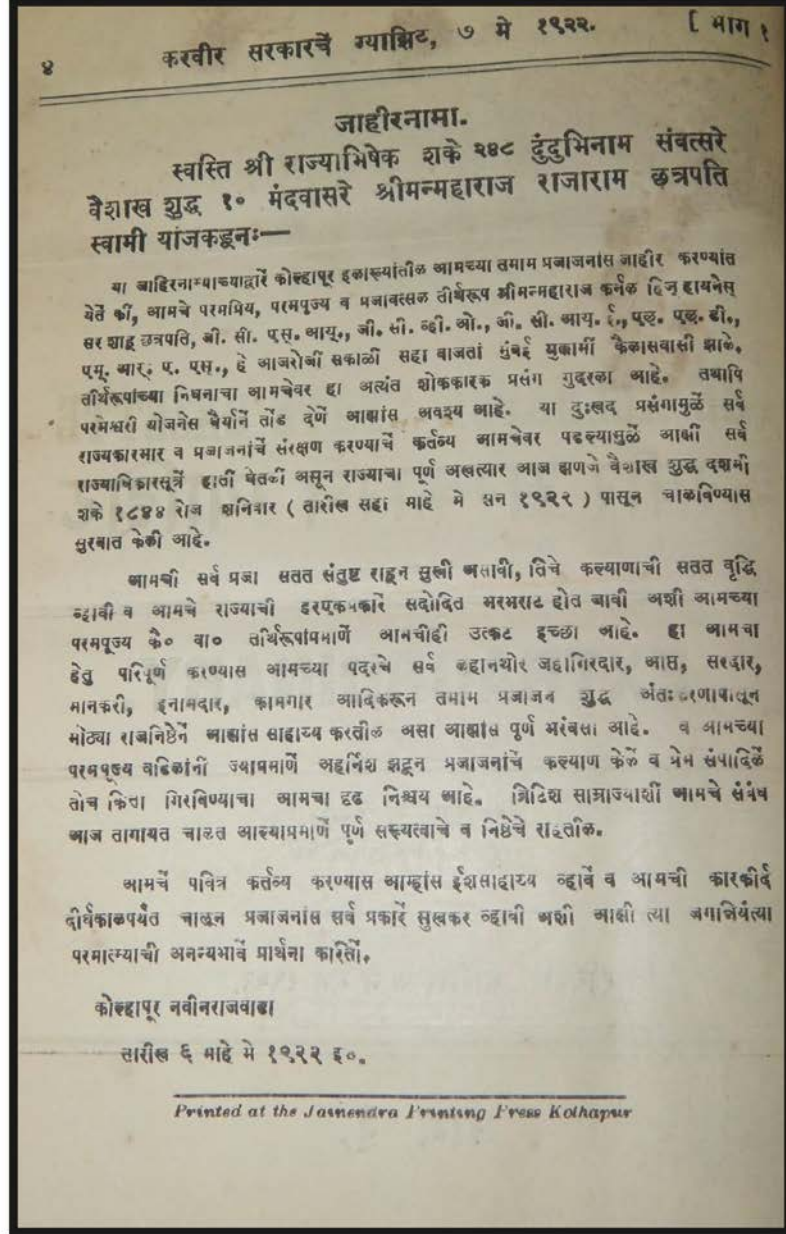 ४ करवीर सरकारचें ग्याझिट, ७ मे १९२२. [ भाग १
जाहीरनामा.
स्वस्ति श्री राज्याभिषेक शके २४८ दुंदुभिनाम संवत्सरे
वैशाख शुद्ध १० मंदवासरे श्रीमन्महाराज राजाराम छत्रपति
स्वामी यांजकडूनः—
या जाहिरनाम्याच्याद्वारें कोल्हापूर इलाख्यांतील आमच्या तमाम प्रजाजनांस जाहीर करण्यांत
येतें कीं, आमचे परमप्रिय, परमपूज्य व प्रजावत्सल तीर्थरूप श्रीमन्महाराज कर्नल हिज् हायनेस्
सर शाहू छत्रपति, जी. सी. एस्. आय्., जी. सी. व्ही. ओ., जी. सी. आय्. ई., एल्. एल्. डी.,
एम्. आर्. ए. एस्., हे आजरोजीं सकाळीं सहा वाजतां मुंबई मुक्कामीं कैलासवासी झाले.
तीर्थरूपांच्या निधनाचा आमचेवर हा अत्यंत शोककारक प्रसंग गुदरला आहे. तथापि
परमेश्वरी योजनेस धैर्यानें तोंड देणें आह्मांस अवश्य आहे. या दुःखद प्रसंगामुळें सर्व
राज्यकारभार व प्रजाजनांचें संरक्षण करण्याचें कर्तव्य आमचेवर पडल्यामुळें आह्मी सर्व
राज्याधिकारसूत्रें हातीं घेतलीं असून राज्याचा पूर्ण अखत्यार आज ह्मणजे वैशाख शुद्ध दशमी
शके १८४४ रोज शनिवार ( तारीख सहा माहे मे सन १९२२ ) पासून चालविण्यास
सुरवात केली आहे.
आमची सर्व प्रजा सतत संतुष्ट राहून सुखी असावी, तिचे कल्याणाची सतत वृद्धि
व्हावी व आमचे राज्याची हरएकप्रकारें सदोदित भरभराट होत जावी अशी आमच्या
परमपूज्य कै० वा० तीर्थरूपांप्रमाणें आमचीही उत्कट इच्छा आहे. हा आमचा
हेतु परिपूर्ण करण्यास आमच्या पदरचे सर्व लहानथोर जहागिरदार, आप्त, सरदार,
मानकरी, इनामदार, कामगार आदिकरून तमाम प्रजाजन शुद्ध अंतःकरणापासून
मोठ्या राजनिष्ठेनें आह्मांस साहाय्य करतील असा आह्मांस पूर्ण भरंवसा आहे. व आमच्या
परमपूज्य वडिलांनीं ज्याप्रमाणें अहर्निश झटून प्रजाजनांचें कल्याण केलें व प्रेम संपादिलें
तोच कित्ता गिरविण्याचा आमचा दृढ निश्चय आहे. ब्रिटिश साम्राज्याशीं आमचे संबंध
आज तागायत चालत आल्याप्रमाणें पूर्ण सख्यत्वाचे व निष्ठेचे राहतील.
आमचें पवित्र कर्तव्य करण्यास आम्हांस ईशसाहाय्य व्हावें व आमची कारकीर्द
दीर्घकाळपर्यंत चालून प्रजाजनांस सर्व प्रकारें सुखकर व्हावी अशी आह्मी त्या जगन्नियंत्या
परमात्म्याची अनन्यभावें प्रार्थना करितों.
कोल्हापूर नवीनराजवाडा
तारीख ६ माहे मे १९२२ इ०.
Printed at the Jainendra Printing Press Kolhapur